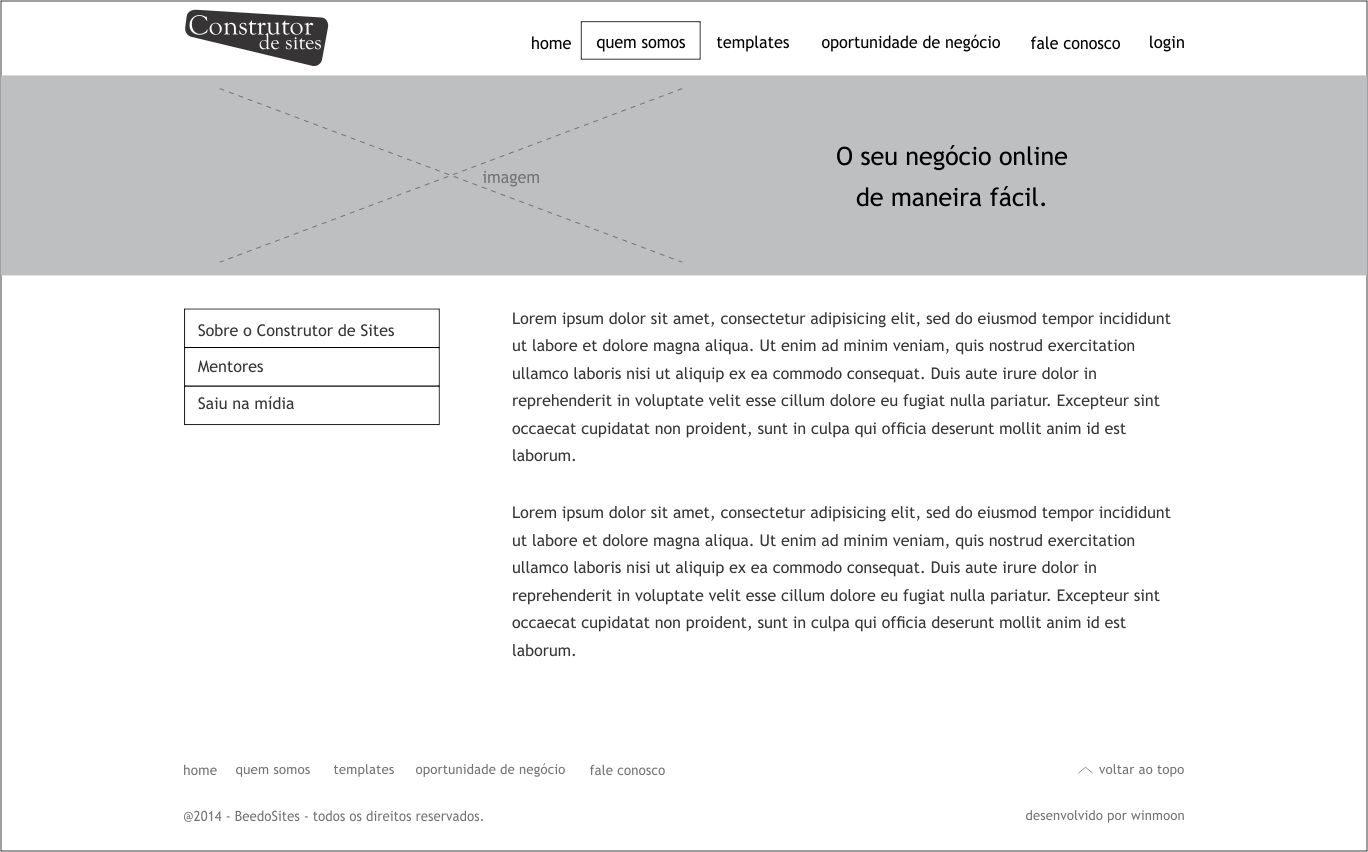 Construtor
de sites
home quem somos templates oportunidade de negócio fale conosco login
imagem
O seu negócio online
de maneira fácil.
Sobre o Construtor de Sites
Mentores
Saiu na mídia
Lorem ipsum dolor sit amet, consectetur adipisicing elit, sed do eiusmod tempor incididunt
ut labore et dolore magna aliqua. Ut enim ad minim veniam, quis nostrud exercitation
ullamco laboris nisi ut aliquip ex ea commodo consequat. Duis aute irure dolor in
reprehenderit in voluptate velit esse cillum dolore eu fugiat nulla pariatur. Excepteur sint
occaecat cupidatat non proident, sunt in culpa qui officia deserunt mollit anim id est
laborum.
Lorem ipsum dolor sit amet, consectetur adipisicing elit, sed do eiusmod tempor incididunt
ut labore et dolore magna aliqua. Ut enim ad minim veniam, quis nostrud exercitation
ullamco laboris nisi ut aliquip ex ea commodo consequat. Duis aute irure dolor in
reprehenderit in voluptate velit esse cillum dolore eu fugiat nulla pariatur. Excepteur sint
occaecat cupidatat non proident, sunt in culpa qui officia deserunt mollit anim id est
laborum.
home quem somos templates oportunidade de negócio fale conosco voltar ao topo
@2014 - BeedoSites - todos os direitos reservados. desenvolvido por winmoon